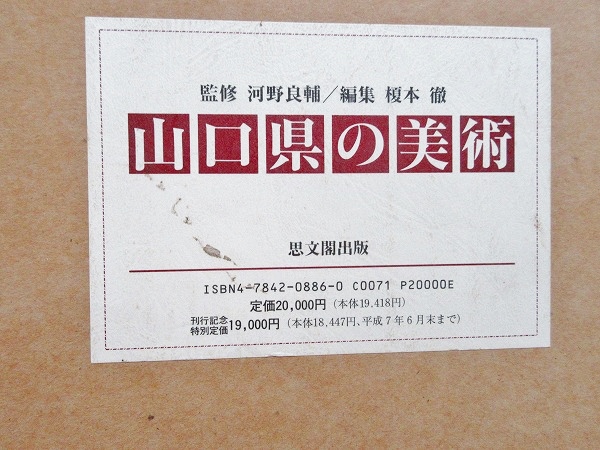 監修 河野良輔／編集 榎本 徹
山口県の美術
思文閣出版
ISBN4-7842-0886-0 C0071 P20000E
定価20,000円（本体19,418円）
刊行記念特別定価19,000円（本体18,447円、平成7年6月末まで）